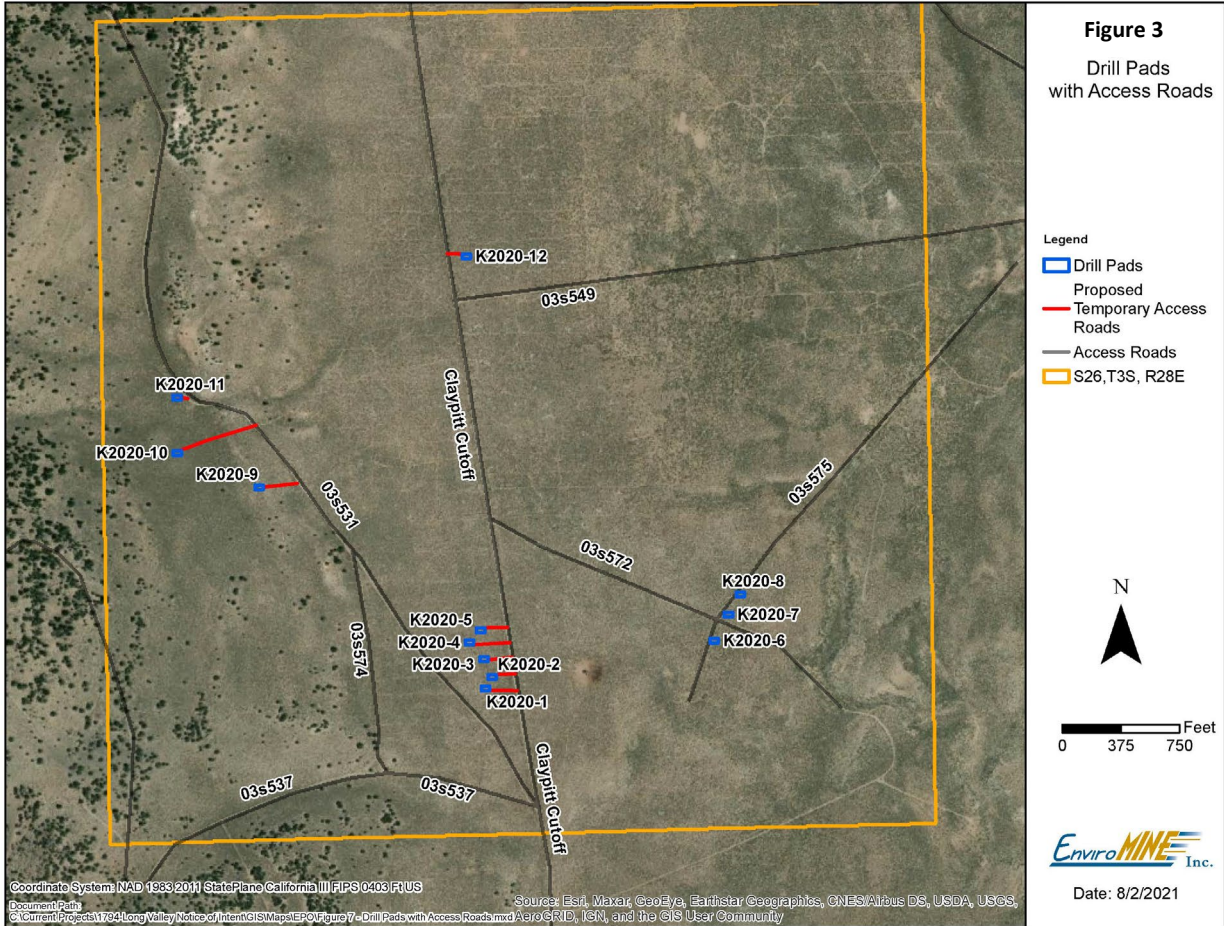 Figure 3
Drill Pads
with Access Roads
Legend
Drill Pads
Proposed
Temporary Access
Roads
Access Roads
S26,T3S, R28E
N
Feet
0 375 750
EnviroMINE Inc.
Date: 8/2/2021
K2020-12
03s549
Claypitt Cutoff
K2020-11
K2020-10
K2020-9
03s531
03s575
03s572
K2020-8
K2020-7
K2020-6
K2020-5
K2020-4
K2020-3
K2020-2
K2020-1
03s574
03s537
03s537
Claypitt Cutoff
Coordinate System: NAD 1983 2011 StatePlane California III FIPS 0403 Ft US
Document Path:
C:\Current Projects\1794-Long Valley Notice of Intent\GIS\Maps\EPO\Figure 7 - Drill Pads with Access Roads.mxd
Source: Esri, Maxar, GeoEye, Earthstar Geographics, CNES/Airbus DS, USDA, USGS,
AeroGRID, IGN, and the GIS User Community